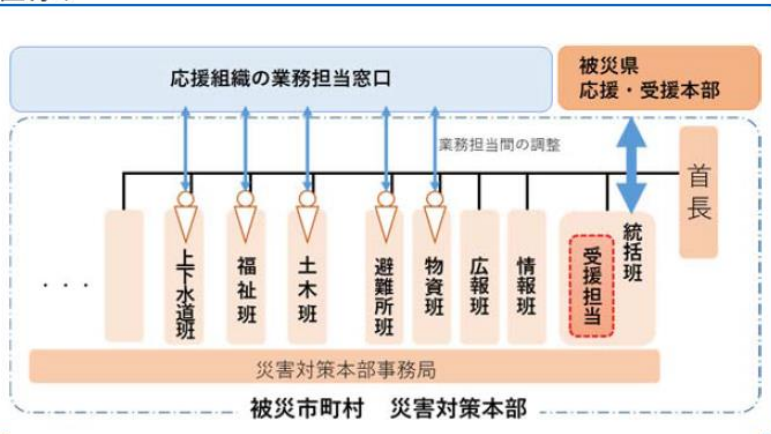 応援組織の業務担当窓口
被災県
応援・受援本部
業務担当間の調整
首長
・・・
上下水道班
福祉班
土木班
避難所班
物資班
広報班
情報班
受援担当
統括班
災害対策本部事務局
被災市町村 災害対策本部